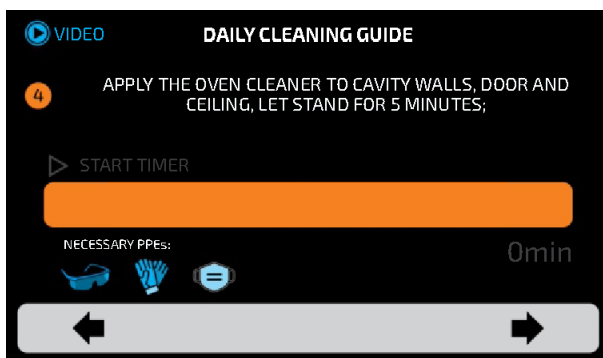 VIDEO
DAILY CLEANING GUIDE
4
APPLY THE OVEN CLEANER TO CAVITY WALLS, DOOR AND
CEILING, LET STAND FOR 5 MINUTES;
START TIMER
NECESSARY PPEs:
0min